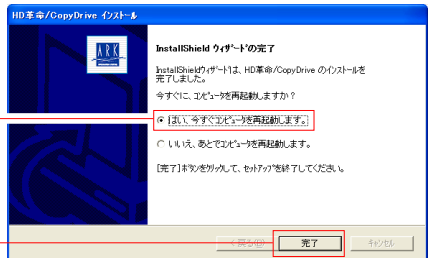 HD革命/CopyDrive インストール
ARK
InstallShield ウィザードの完了
InstallShieldウィザードは、HD革命/CopyDrive のインストールを
完了しました。
今すぐに、コンピュータを再起動しますか？
はい、今すぐコンピュータを再起動します。
いいえ、あとでコンピュータを再起動します。
[完了]ボタンをクリックして、セットアップを終了してください。
< 戻る(B)
完了
キャンセル